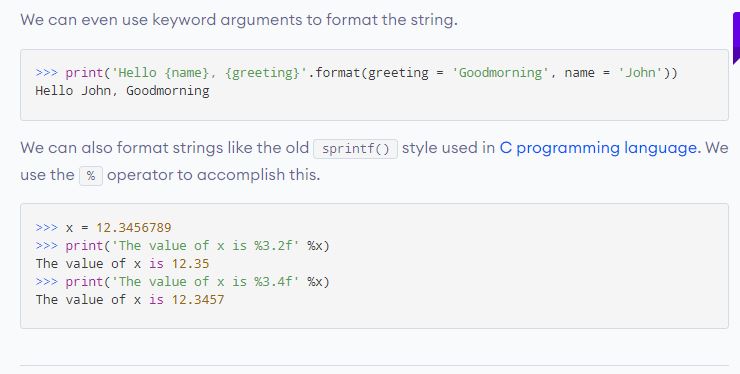 We can even use keyword arguments to format the string.
>>> print('Hello {name}, {greeting}'.format(greeting = 'Goodmorning', name = 'John'))
Hello John, Goodmorning
We can also format strings like the old sprintf() style used in C programming language. We
use the % operator to accomplish this.
>>> x = 12.3456789
>>> print('The value of x is %3.2f' %x)
The value of x is 12.35
>>> print('The value of x is %3.4f' %x)
The value of x is 12.3457